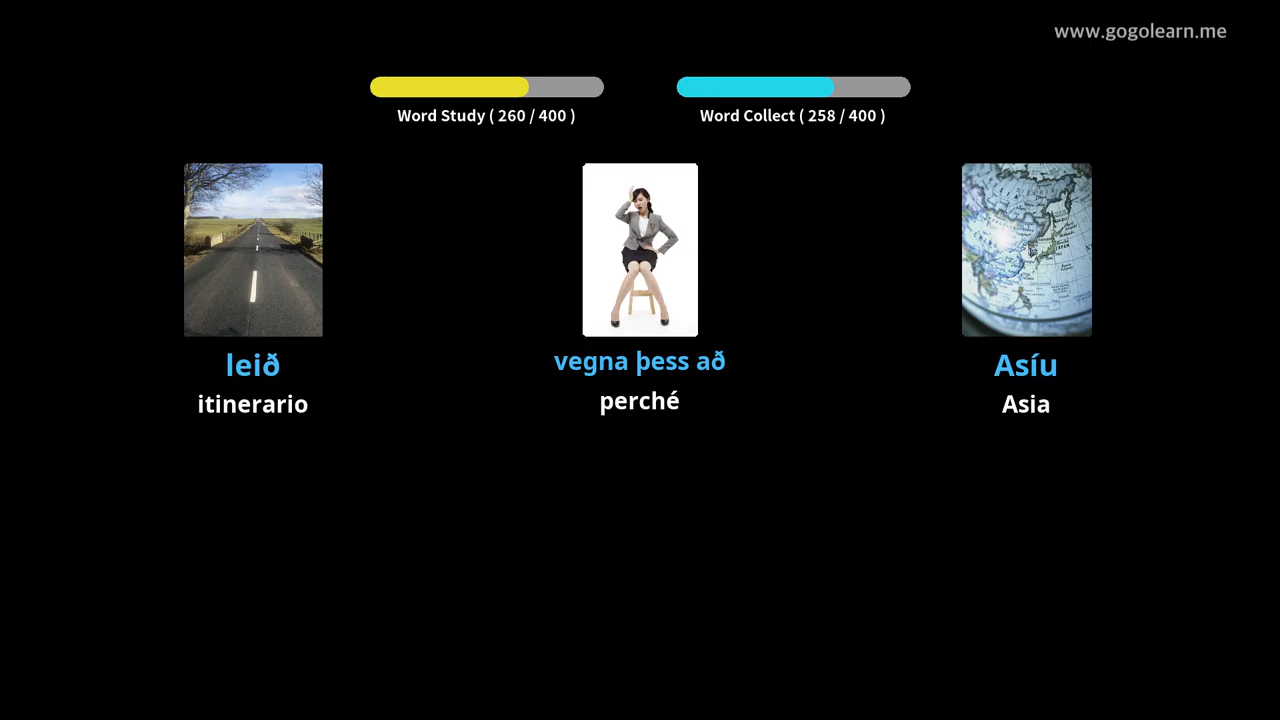 www.gogolearn.me
Word Study ( 260 / 400 )
Word Collect ( 258 / 400 )
leið
itinerario
vegna þess að
perché
Asíu
Asia